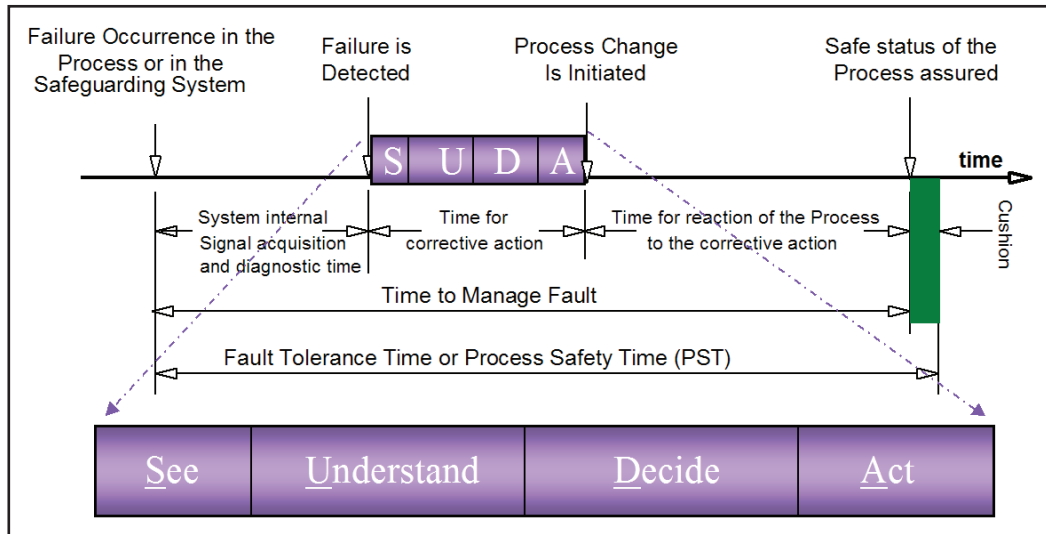 Failure Occurrence in the
Process or in the
Safeguarding System
Failure is
Detected
Process Change
Is Initiated
Safe status of the
Process assured
S U D A
time
System internal
Signal acquisition
and diagnostic time
Time for
corrective action
Time for reaction of the Process
to the corrective action
Cushion
Time to Manage Fault
Fault Tolerance Time or Process Safety Time (PST)
See Understand Decide Act